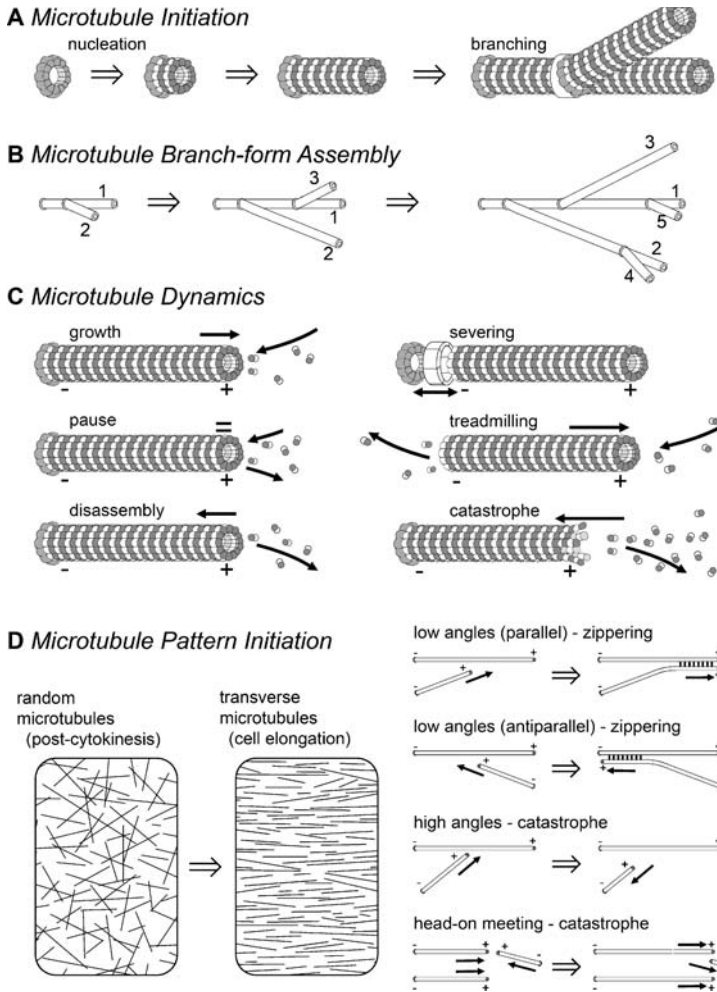 A Microtubule Initiation
nucleation
branching
B Microtubule Branch-form Assembly
1
2
3
1
2
3
1
5
2
4
C Microtubule Dynamics
growth
- +
severing
- +
pause
=
- +
treadmilling
- +
disassembly
- +
catastrophe
- +
D Microtubule Pattern Initiation
random
microtubules
(post-cytokinesis)
transverse
microtubules
(cell elongation)
low angles (parallel) - zippering
- + -
+
- -
low angles (antiparallel) - zippering
- + -
+ +
- -
high angles - catastrophe
- + - +
+ +
- -
head-on meeting - catastrophe
- + + - +
-
- + - +